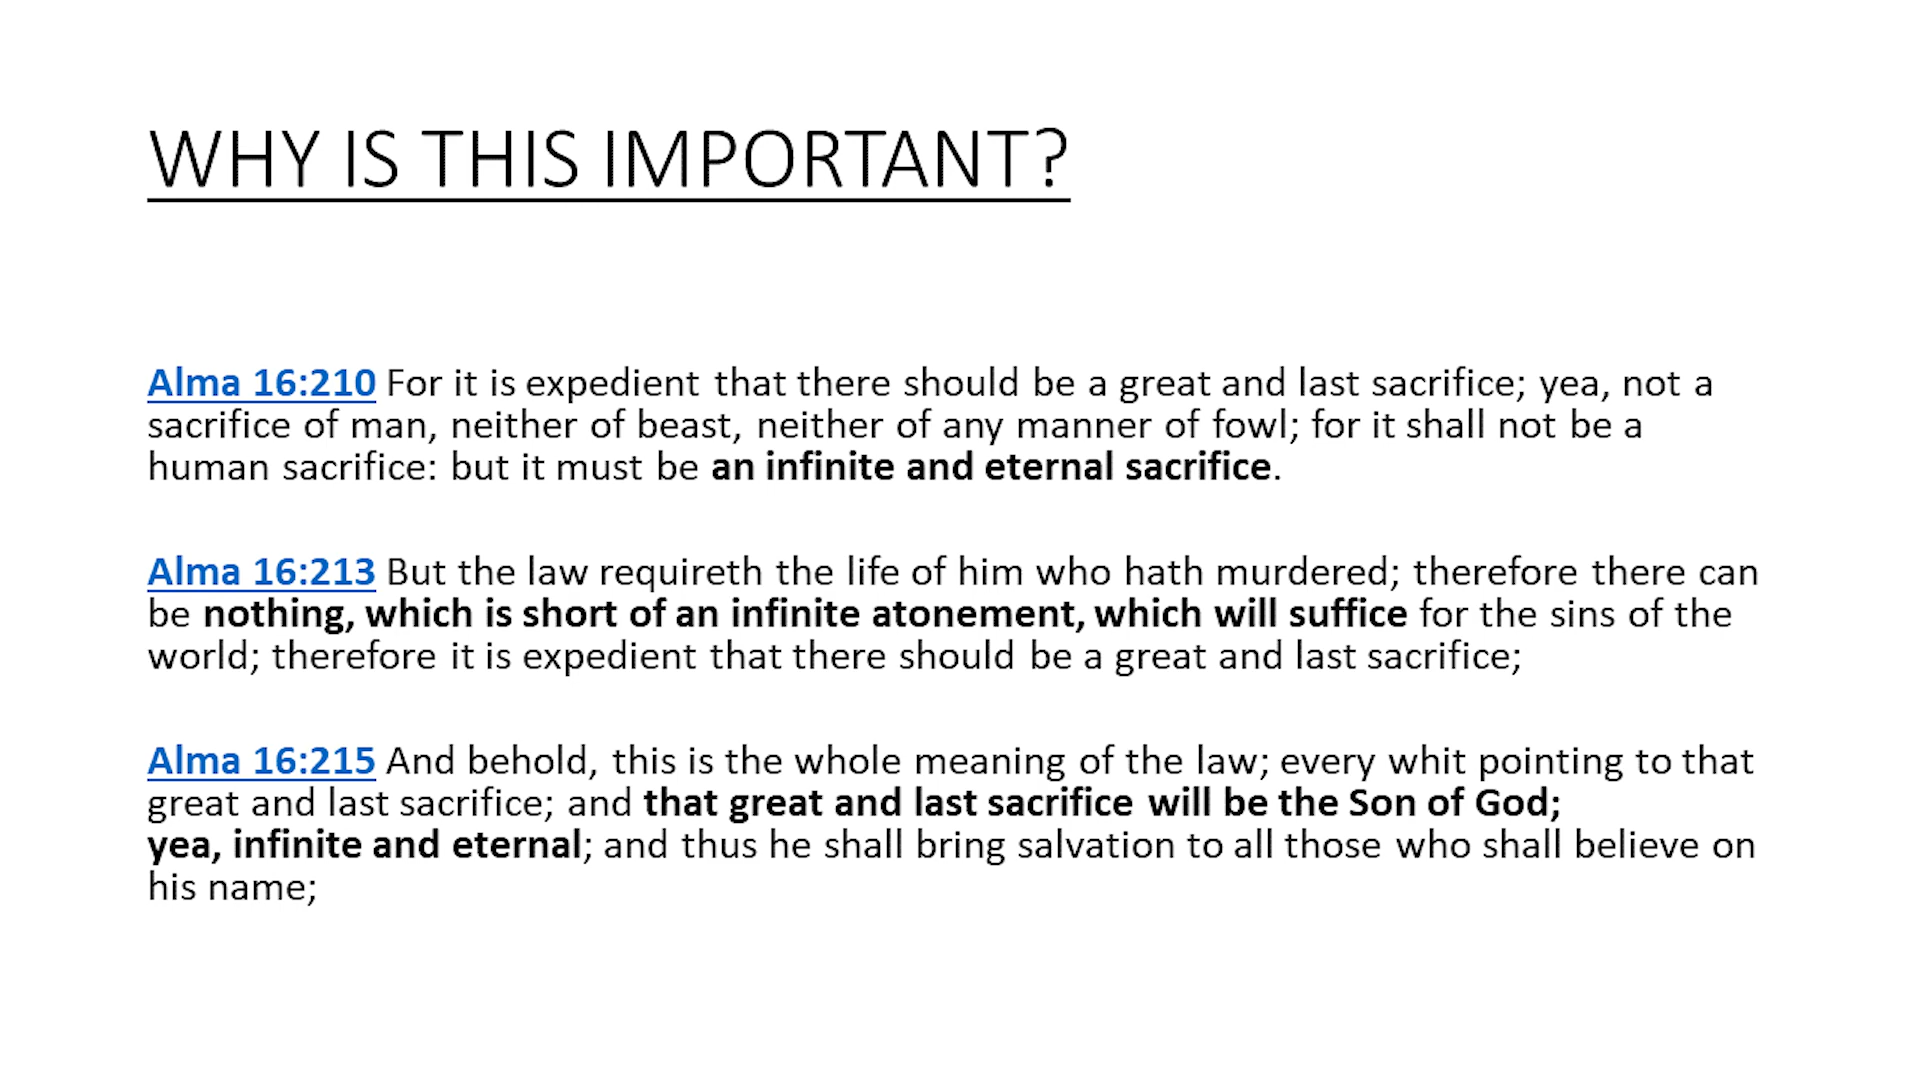 WHY IS THIS IMPORTANT?
Alma 16:210 For it is expedient that there should be a great and last sacrifice; yea, not a
sacrifice of man, neither of beast, neither of any manner of fowl; for it shall not be a
human sacrifice: but it must be an infinite and eternal sacrifice.
Alma 16:213 But the law requireth the life of him who hath murdered; therefore there can
be nothing, which is short of an infinite atonement, which will suffice for the sins of the
world; therefore it is expedient that there should be a great and last sacrifice;
Alma 16:215 And behold, this is the whole meaning of the law; every whit pointing to that
great and last sacrifice; and that great and last sacrifice will be the Son of God;
yea, infinite and eternal; and thus he shall bring salvation to all those who shall believe on
his name;